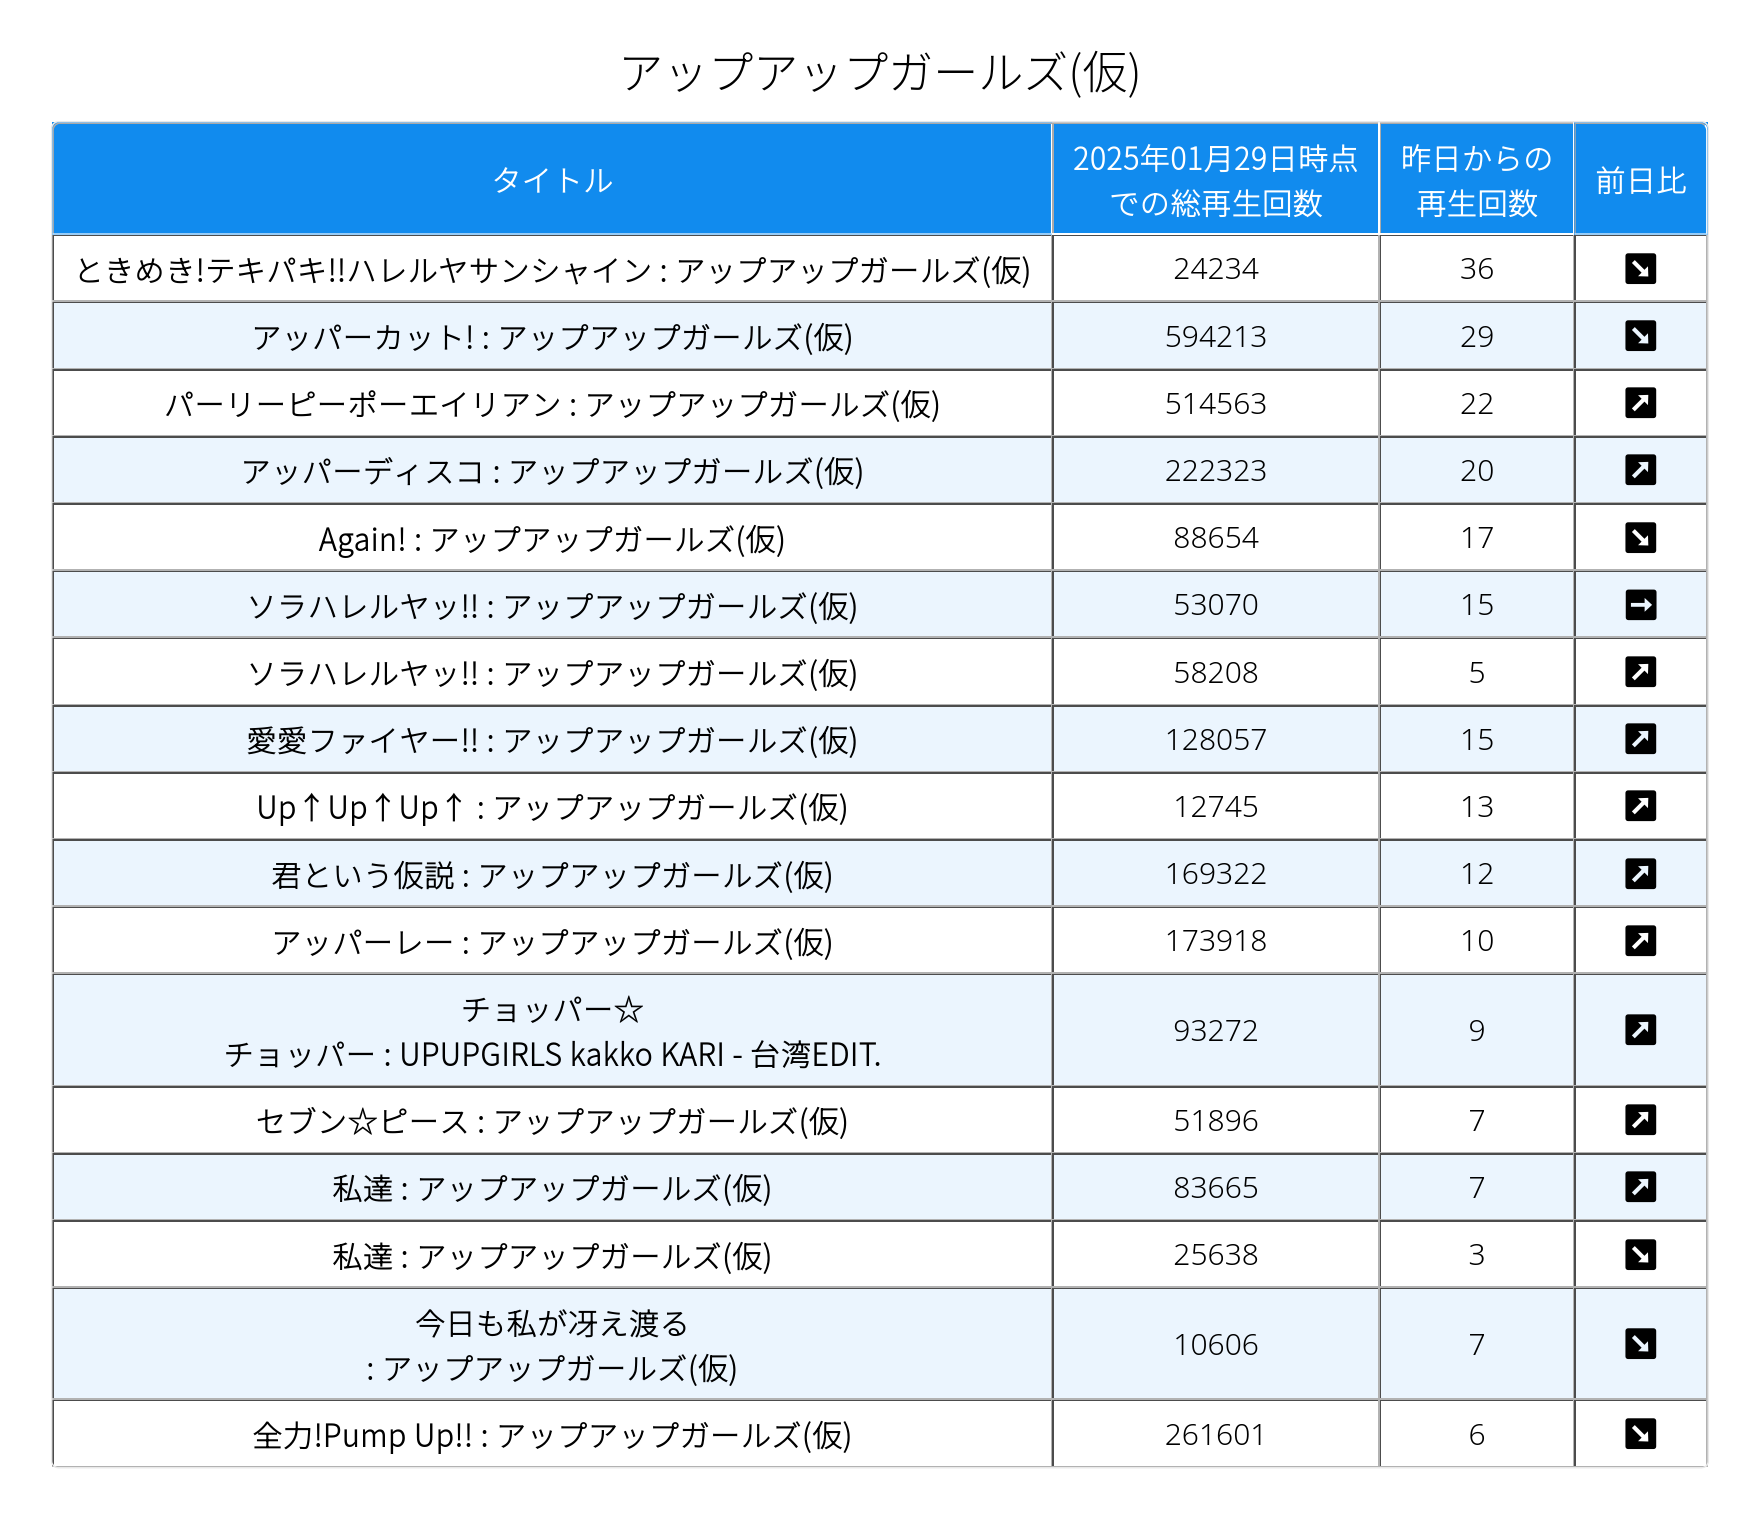 アップアップガールズ(仮)
タイトル
2025年01月29日時点
での総再生回数
昨日からの
再生回数
前日比
ときめき!テキパキ!!ハレルヤサンシャイン : アップアップガールズ(仮) 24234 36 ↘
アッパーカット! : アップアップガールズ(仮) 594213 29 ↘
パーリーピーポーエイリアン : アップアップガールズ(仮) 514563 22 ↗
アッパーディスコ : アップアップガールズ(仮) 222323 20 ↗
Again! : アップアップガールズ(仮) 88654 17 ↘
ソラハレルヤッ!! : アップアップガールズ(仮) 53070 15 →
ソラハレルヤッ!! : アップアップガールズ(仮) 58208 5 ↗
愛愛ファイヤー!! : アップアップガールズ(仮) 128057 15 ↗
Up↑Up↑Up↑ : アップアップガールズ(仮) 12745 13 ↗
君という仮説 : アップアップガールズ(仮) 169322 12 ↗
アッパーレー : アップアップガールズ(仮) 173918 10 ↗
チョッパー☆
チョッパー : UPUPGIRLS kakko KARI - 台湾EDIT. 93272 9 ↗
セブン☆ピース : アップアップガールズ(仮) 51896 7 ↗
私達 : アップアップガールズ(仮) 83665 7 ↗
私達 : アップアップガールズ(仮) 25638 3 ↘
今日も私が冴え渡る
: アップアップガールズ(仮) 10606 7 ↘
全力!Pump Up!! : アップアップガールズ(仮) 261601 6 ↘